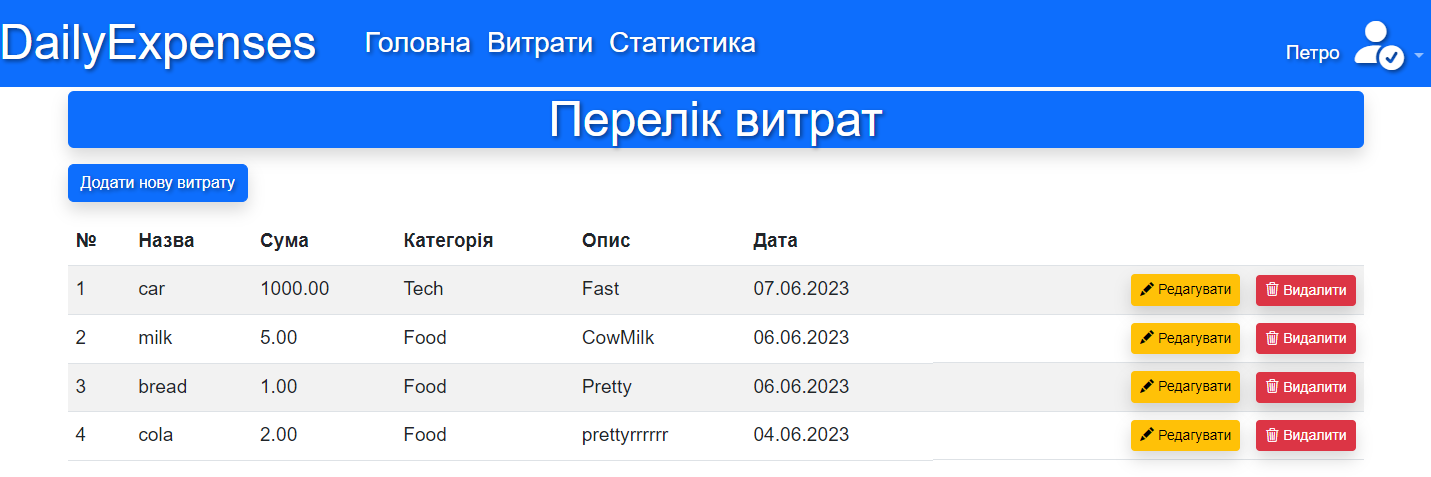 DailyExpenses Головна Витрати Статистика Петро
Перелік витрат
Додати нову витрату
№ Назва Сума Категорія Опис Дата
1 car 1000.00 Tech Fast 07.06.2023 Редагувати Видалити
2 milk 5.00 Food CowMilk 06.06.2023 Редагувати Видалити
3 bread 1.00 Food Pretty 06.06.2023 Редагувати Видалити
4 cola 2.00 Food prettyrrrrrr 04.06.2023 Редагувати Видалити